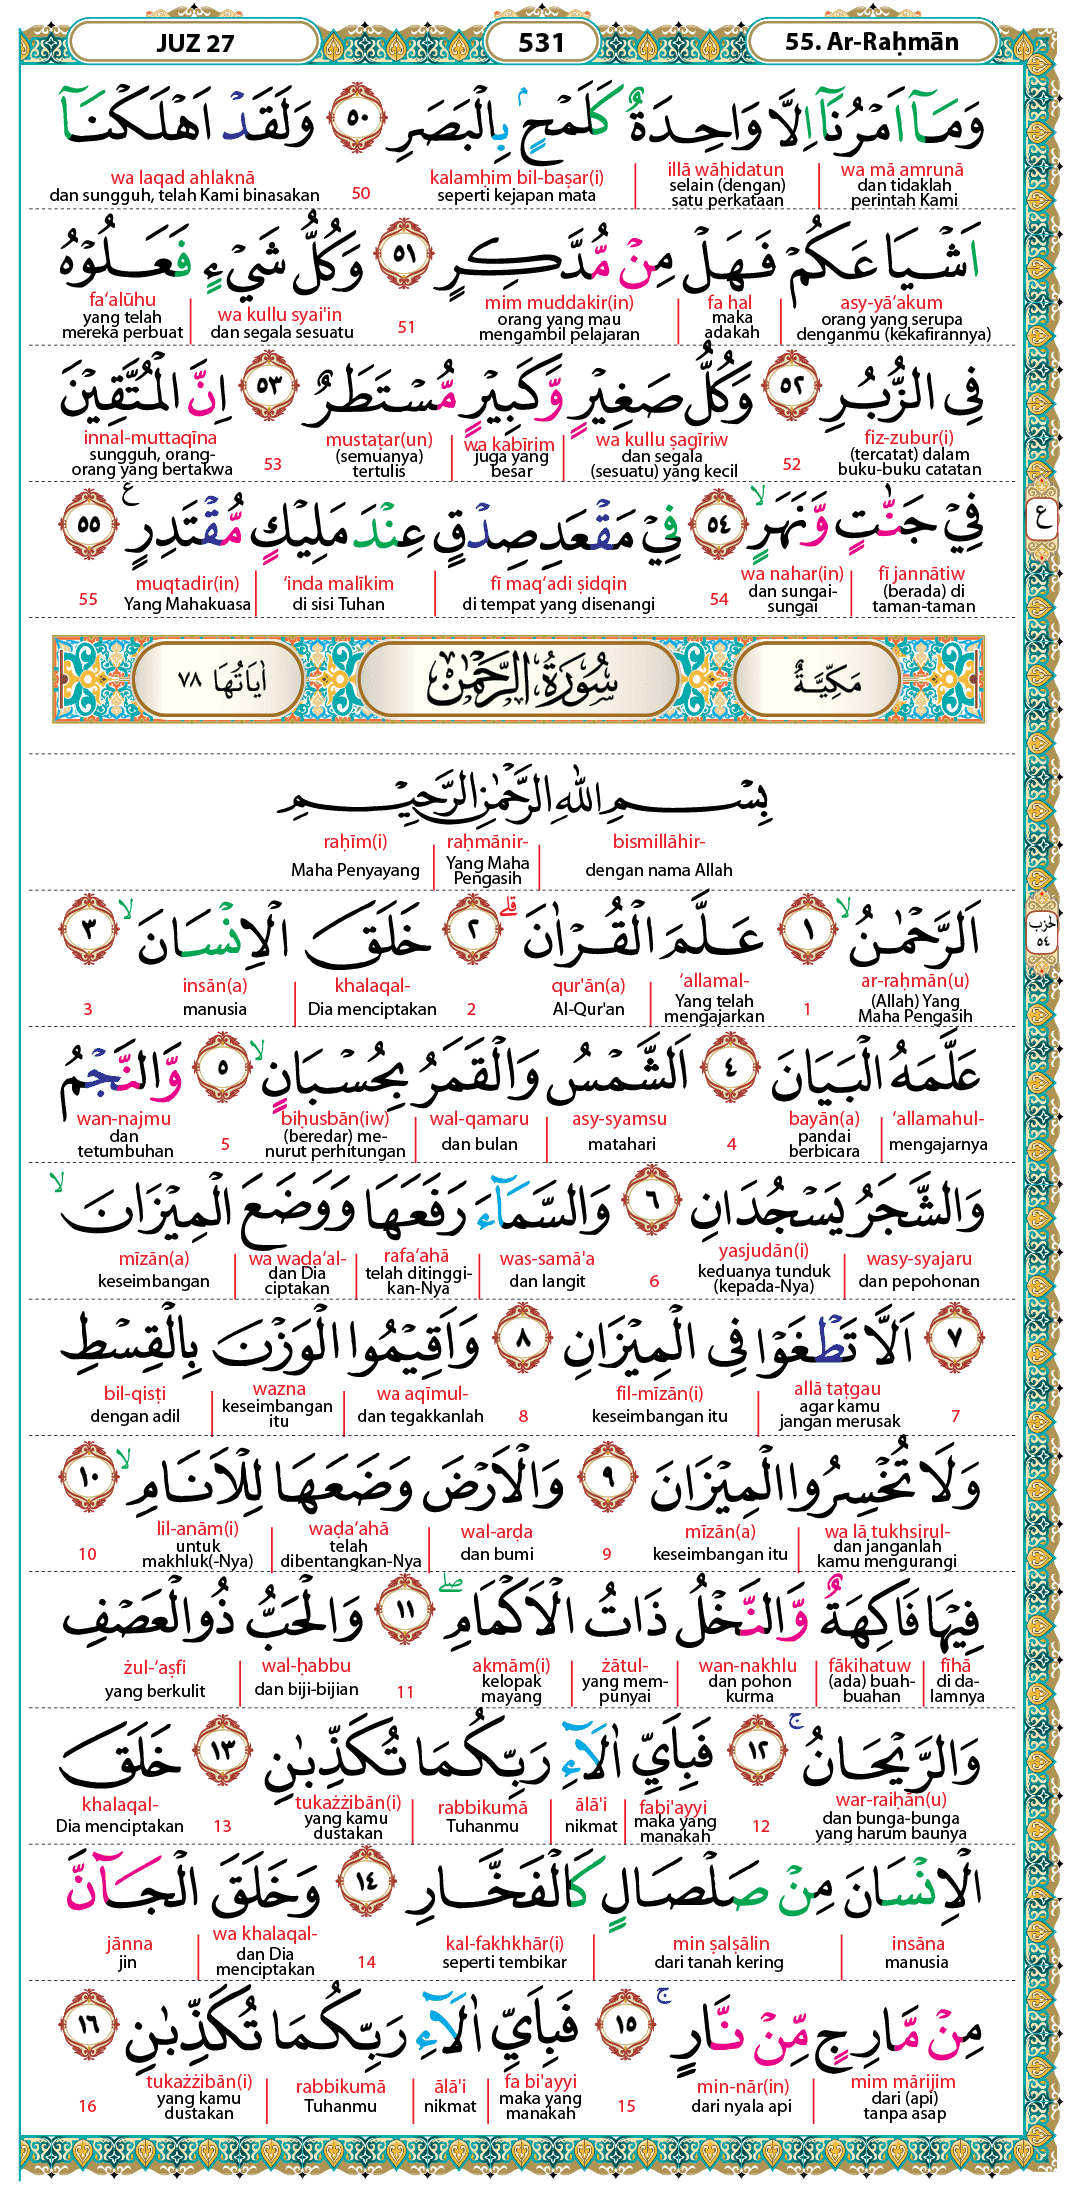 55. Ar-Raḥmān 531 JUZ 27
وَمَآ اَمْرُنَآ اِلَّا وَاحِدَةٌ كَلَمْحٍۢ بِالْبَصَرِ ٥٠ وَلَقَدْ اَهْلَكْنَآ
wa mā amrunā illā wāḥidatun kalamḥim bil-baṣar(i) wa laqad ahlaknā
dan tidaklah perintah Kami selain (dengan) satu perkataan seperti kejapan mata 50 dan sungguh, telah Kami binasakan
اَشْيَاعَكُمْ فَهَلْ مِنْ مُّدَّكِرٍ ٥١ وَكُلُّ شَيْءٍ فَعَلُوْهُ
asy-yā‘akum fa hal mim muddakir(in) wa kullu syai'in fa‘alūhu
orang yang serupa denganmu (kekafirannya) maka adakah orang yang mau mengambil pelajaran 51 dan segala sesuatu yang telah mereka perbuat
فِى الزُّبُرِ ٥٢ وَكُلُّ صَغِيْرٍ وَّكَبِيْرٍ مُّسْتَطَرٌ ٥٣ اِنَّ الْمُتَّقِيْنَ
fiz-zubur(i) wa kullu sagīriw wa kabīrim mustaṭar(un) innal-muttaqīna
(tercatat) dalam buku-buku catatan 52 dan segala (sesuatu) yang kecil juga yang besar (semuanya) tertulis 53 sungguh, orang-orang yang bertakwa
فِيْ جَنّٰتٍ وَّنَهَرٍۙ ٥٤ فِيْ مَقْعَدِ صِدْقٍ عِنْدَ مَلِيْكٍ مُّقْتَدِرٍ ࣖ ٥٥
ع
fī jannātiw wa nahar(in) fī maq‘adi ṣidqin ‘inda malīkim muqtadir(in)
(berada) di taman-taman dan sungai-sungai 54 di tempat yang disenangi di sisi Tuhan Yang Mahakuasa 55
مَكِّيَّةٌ سُوْرَةُ الرَّحْمٰنِ اٰيَاتُهَا ٧٨
بِسْمِ اللّٰهِ الرَّحْمٰنِ الرَّحِيْمِ
bismillāhir- raḥmānir- raḥīm(i)
dengan nama Allah Yang Maha Pengasih Maha Penyayang
اَلرَّحْمٰنُۙ ١ عَلَّمَ الْقُرْاٰنَۗ ٢ خَلَقَ الْاِنْسَانَۙ ٣
الحزب ٥٤
ar-raḥmān(u) ‘allamal- qur'ān(a) khalaqal- insān(a)
(Allah) Yang Maha Pengasih 1 Yang telah mengajarkan Al-Qur'an 2 Dia menciptakan manusia 3
عَلَّمَهُ الْبَيَانَ ٤ اَلشَّمْسُ وَالْقَمَرُ بِحُسْبَانٍۙ ٥ وَّالنَّجْمُ
‘allamahul- bayān(a) asy-syamsu wal-qamaru biḥusbān(iw) wan-najmu
mengajarnya pandai berbicara 4 matahari dan bulan (beredar) menurut perhitungan 5 dan tetumbuhan
وَالشَّجَرُ يَسْجُدَانِ ٦ وَالسَّمَاۤءَ رَفَعَهَا وَوَضَعَ الْمِيْزَانَۙ
wasy-syajaru yasjudān(i) was-samā'a rafa‘ahā wa waḍa‘al- mīzān(a)
dan pepohonan keduanya tunduk (kepada-Nya) 6 dan langit telah ditinggikan-Nya dan Dia ciptakan keseimbangan
٧ اَلَّا تَطْغَوْا فِى الْمِيْزَانِ ٨ وَاَقِيْمُوا الْوَزْنَ بِالْقِسْطِ
allā taṭgau fil-mīzān(i) wa aqīmul- wazna bil-qisṭi
7 agar kamu jangan merusak keseimbangan itu 8 dan tegakkanlah keseimbangan itu dengan adil
وَلَا تُخْسِرُوا الْمِيْزَانَ ٩ وَالْاَرْضَ وَضَعَهَا لِلْاَنَامِۙ ١٠
wa lā tukhsirul- mīzān(a) wal-arḍa waḍa‘ahā lil-anām(i)
dan janganlah kamu mengurangi keseimbangan itu 9 dan bumi telah dibentangkan-Nya untuk makhluk(-Nya) 10
فِيْهَا فَاكِهَةٌ وَّالنَّخْلُ ذَاتُ الْاَكْمَامِۖ ١١ وَالْحَبُّ ذُو الْعَصْفِ
fīhā fākihatuw wan-nakhlu żātul- akmām(i) wal-ḥabbu żul-‘aṣfi
di dalamnya (ada) buah-buahan dan pohon kurma yang mempunyai kelopak mayang 11 dan biji-bijian yang berkulit
وَالرَّيْحَانُۚ ١٢ فَبِاَيِّ اٰلَاۤءِ رَبِّكُمَا تُكَذِّبٰنِ ١٣ خَلَقَ
war-raiḥān(u) fabi'ayyi ālā'i rabbikumā tukażżibān(i) khalaqal-
dan bunga-bunga yang harum baunya 12 maka yang manakah nikmat Tuhanmu yang kamu dustakan 13 Dia menciptakan
الْاِنْسَانَ مِنْ صَلْصَالٍ كَالْفَخَّارِ ١٤ وَخَلَقَ الْجَاۤنَّ
insāna min ṣalṣālin kal-fakhkhār(i) wa khalaqal- jānna
manusia dari tanah kering seperti tembikar 14 dan Dia menciptakan jin
مِنْ مَّارِجٍ مِّنْ نَّارٍۚ ١٥ فَبِاَيِّ اٰلَاۤءِ رَبِّكُمَا تُكَذِّبٰنِ ١٦
mim mārijim min-nār(in) fa bi'ayyi ālā'i rabbikumā tukażżibān(i)
dari (api) tanpa asap dari nyala api 15 maka yang manakah nikmat Tuhanmu yang kamu dustakan 16